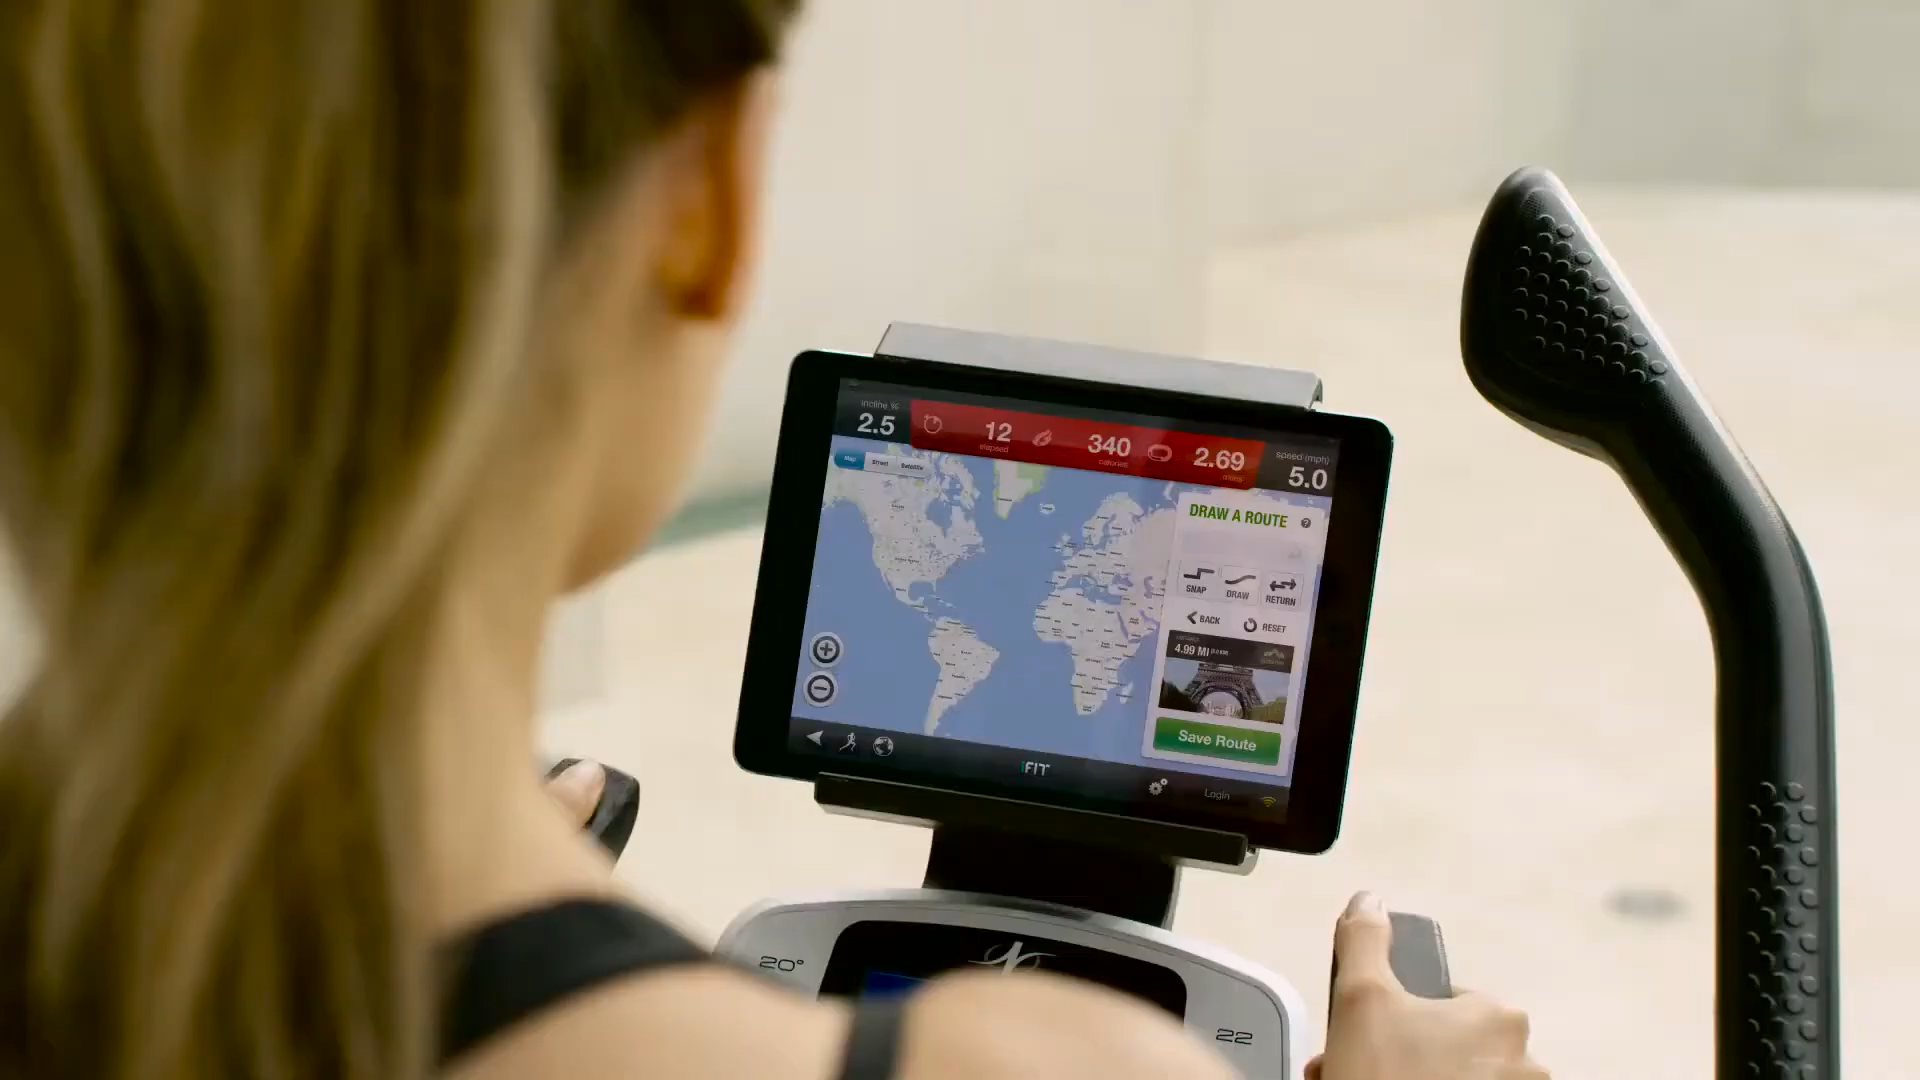 incline %
2.5
12
elapsed
340
calories
2.69
miles
speed (mph)
5.0
Map
Street
Satellite
DRAW A ROUTE
?
SNAP
DRAW
RETURN
BACK
RESET
4.99 MI
Save Route
iFIT
Login
20°
22